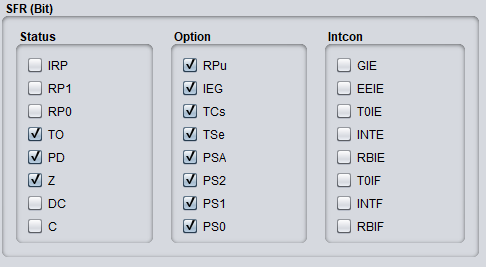 SFR (Bit)
Status
IRP
RP1
RP0
TO
PD
Z
DC
C
Option
RPu
IEG
TCs
TSe
PSA
PS2
PS1
PS0
Intcon
GIE
EEIE
T0IE
INTE
RBIE
T0IF
INTF
RBIF